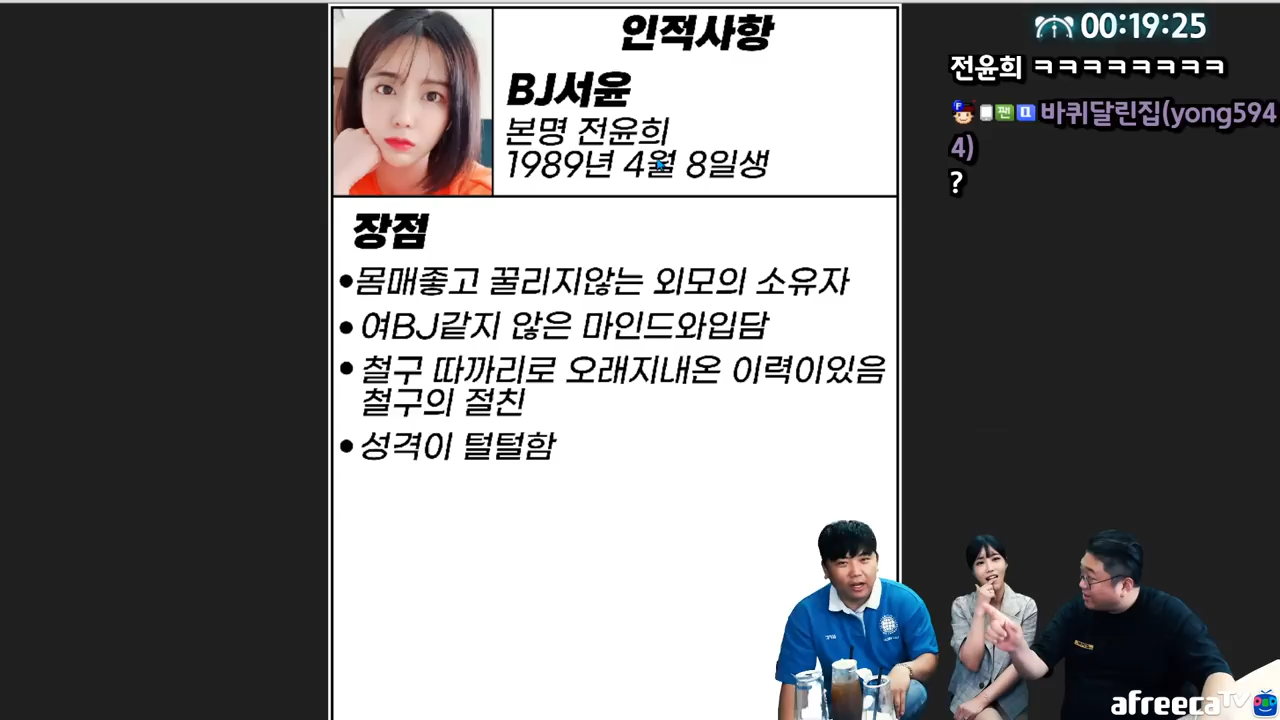 인적사항
BJ서윤
본명 전윤희
1989년 4월 8일생
장점
•몸매좋고 꿀리지않는 외모의 소유자
• 여BJ같지 않은 마인드와입담
• 철구 따까리로 오래지내온 이력이있음
철구의 절친
• 성격이 털털함
00:19:25
전윤희 ㅋㅋㅋㅋㅋㅋㅋㅋ
바퀴달린집(yong594
4)
?
afreecaTV